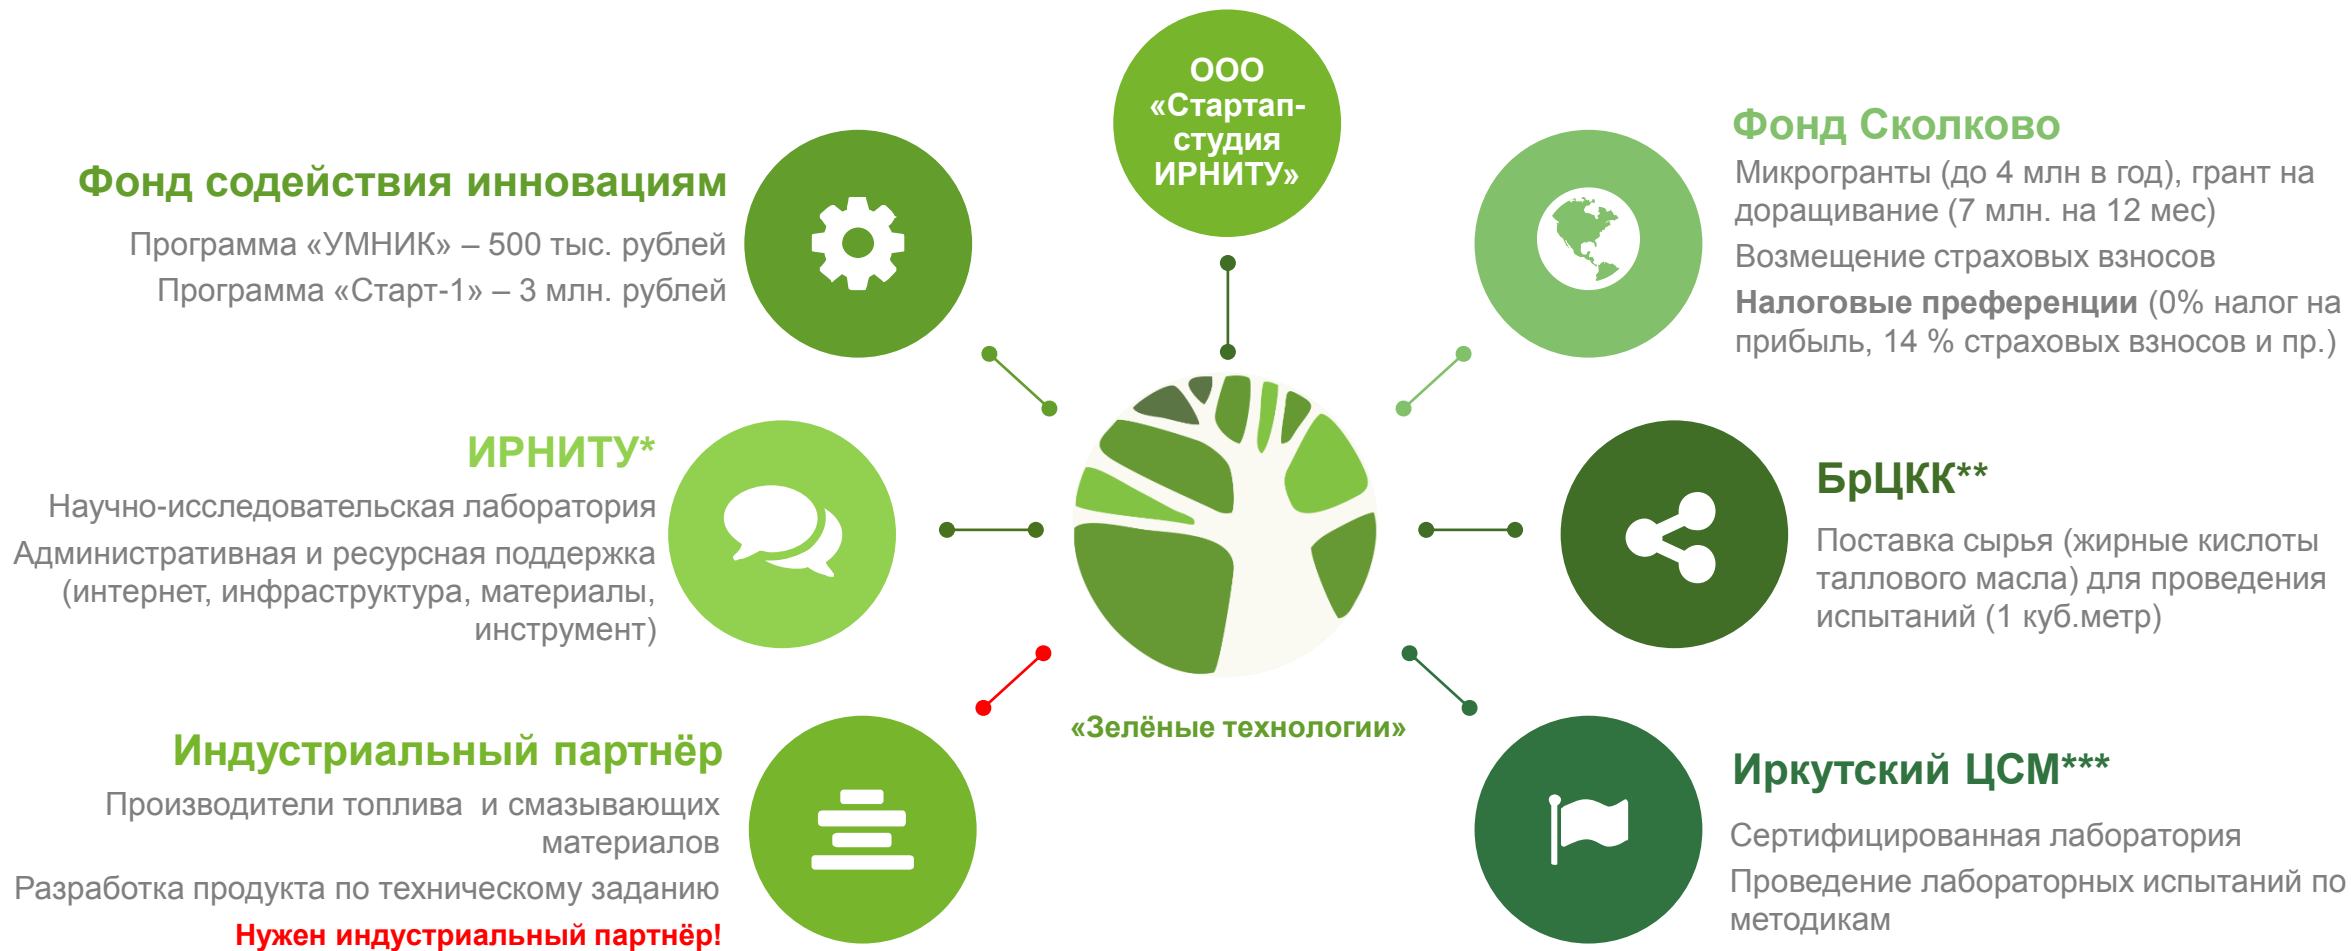 ООО
«Стартап-
студия
ИРНИТУ»
Фонд содействия инновациям
Программа «УМНИК» – 500 тыс. рублей
Программа «Старт-1» – 3 млн. рублей
Фонд Сколково
Микрогранты (до 4 млн в год), грант на
доращивание (7 млн. на 12 мес)
Возмещение страховых взносов
Налоговые преференции (0% налог на
прибыль, 14 % страховых взносов и пр.)
ИРНИТУ*
Научно-исследовательская лаборатория
Административная и ресурсная поддержка
(интернет, инфраструктура, материалы,
инструмент)
БрЦКК**
Поставка сырья (жирные кислоты
таллового масла) для проведения
испытаний (1 куб.метр)
«Зелёные технологии»
Индустриальный партнёр
Производители топлива  и смазывающих
материалов
Разработка продукта по техническому заданию
Нужен индустриальный партнёр!
Иркутский ЦСМ***
Сертифицированная лаборатория
Проведение лабораторных испытаний по
методикам